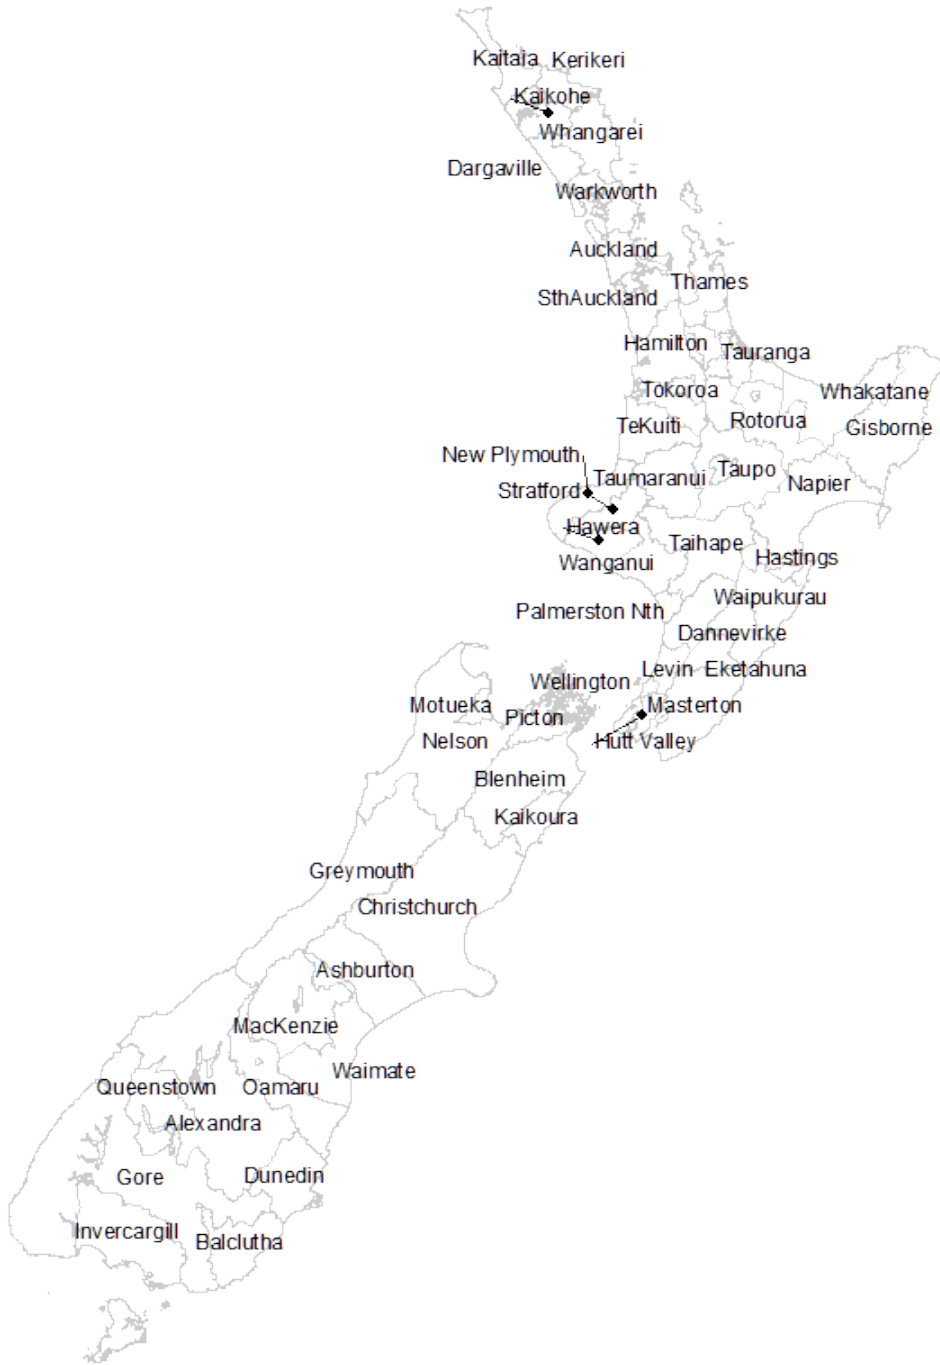 Kaitaia Kerikeri
Kaikohe
Whangarei
Dargaville
Warkworth
Auckland
Thames
SthAuckland
Hamilton
Tauranga
Tokoroa
Whakatane
Rotorua
TeKuiti
Gisborne
New Plymouth
Taupo
Taumaranui
Napier
Stratford
Hawera
Taihape
Hastings
Wanganui
Waipukurau
Palmerston Nth
Dannevirke
Levin Eketahuna
Wellington
Motueka
Masterton
Picton
Nelson
Hutt Valley
Blenheim
Kaikoura
Greymouth
Christchurch
Ashburton
MacKenzie
Waimate
Queenstown
Oamaru
Alexandra
Gore
Dunedin
Invercargill
Balclutha